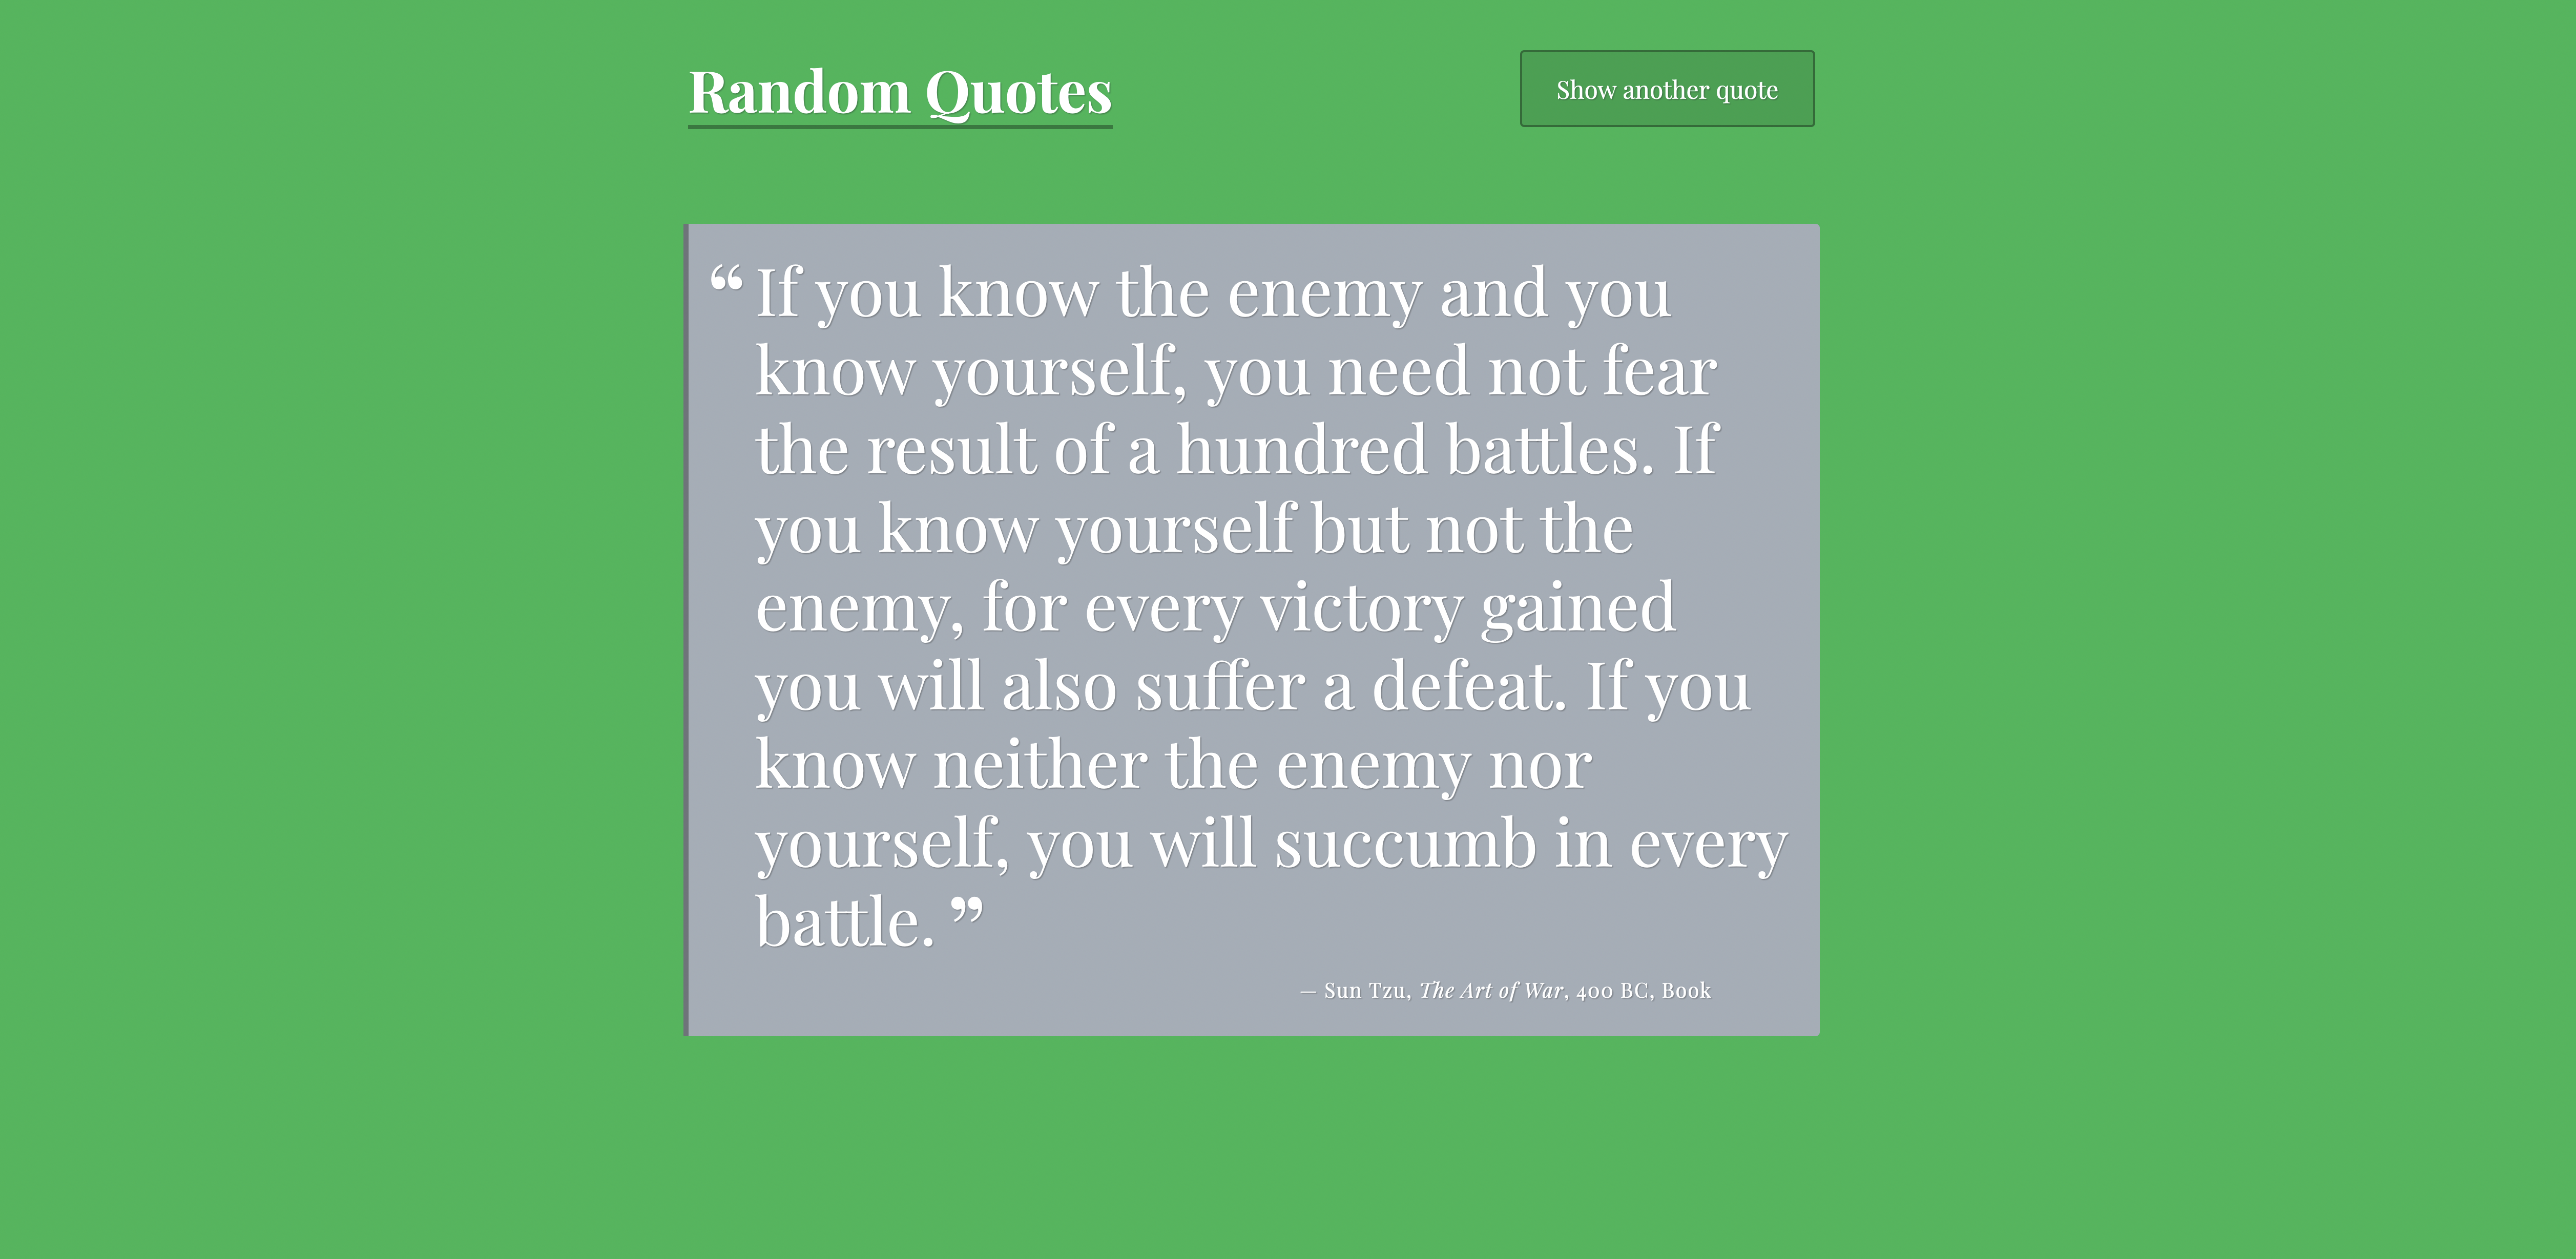 Random Quotes
Show another quote
“ If you know the enemy and you
know yourself, you need not fear
the result of a hundred battles. If
you know yourself but not the
enemy, for every victory gained
you will also suffer a defeat. If you
know neither the enemy nor
yourself, you will succumb in every
battle. ”
— Sun Tzu, The Art of War, 400 BC, Book